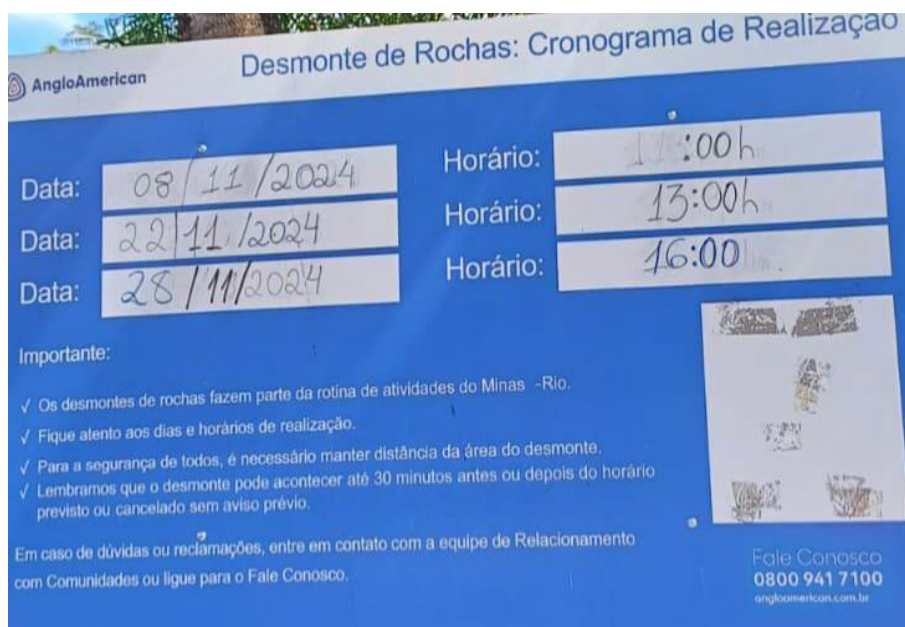 Desmonte de Rochas: Cronograma de Realização
AngloAmerican
Data: 08/11/2024 Horário: 11:00h
Data: 22/11/2024 Horário: 13:00h
Data: 28/11/2024 Horário: 16:00
Importante:
√ Os desmontes de rochas fazem parte da rotina de atividades do Minas -Rio.
√ Fique atento aos dias e horários de realização.
√ Para a segurança de todos, é necessário manter distância da área do desmonte.
√ Lembramos que o desmonte pode acontecer até 30 minutos antes ou depois do horário
previsto ou cancelado sem aviso prévio.
Em caso de dúvidas ou reclamações, entre em contato com a equipe de Relacionamento
com Comunidades ou ligue para o Fale Conosco.
Fale Conosco
0800 941 7100
angloamerican.com.br